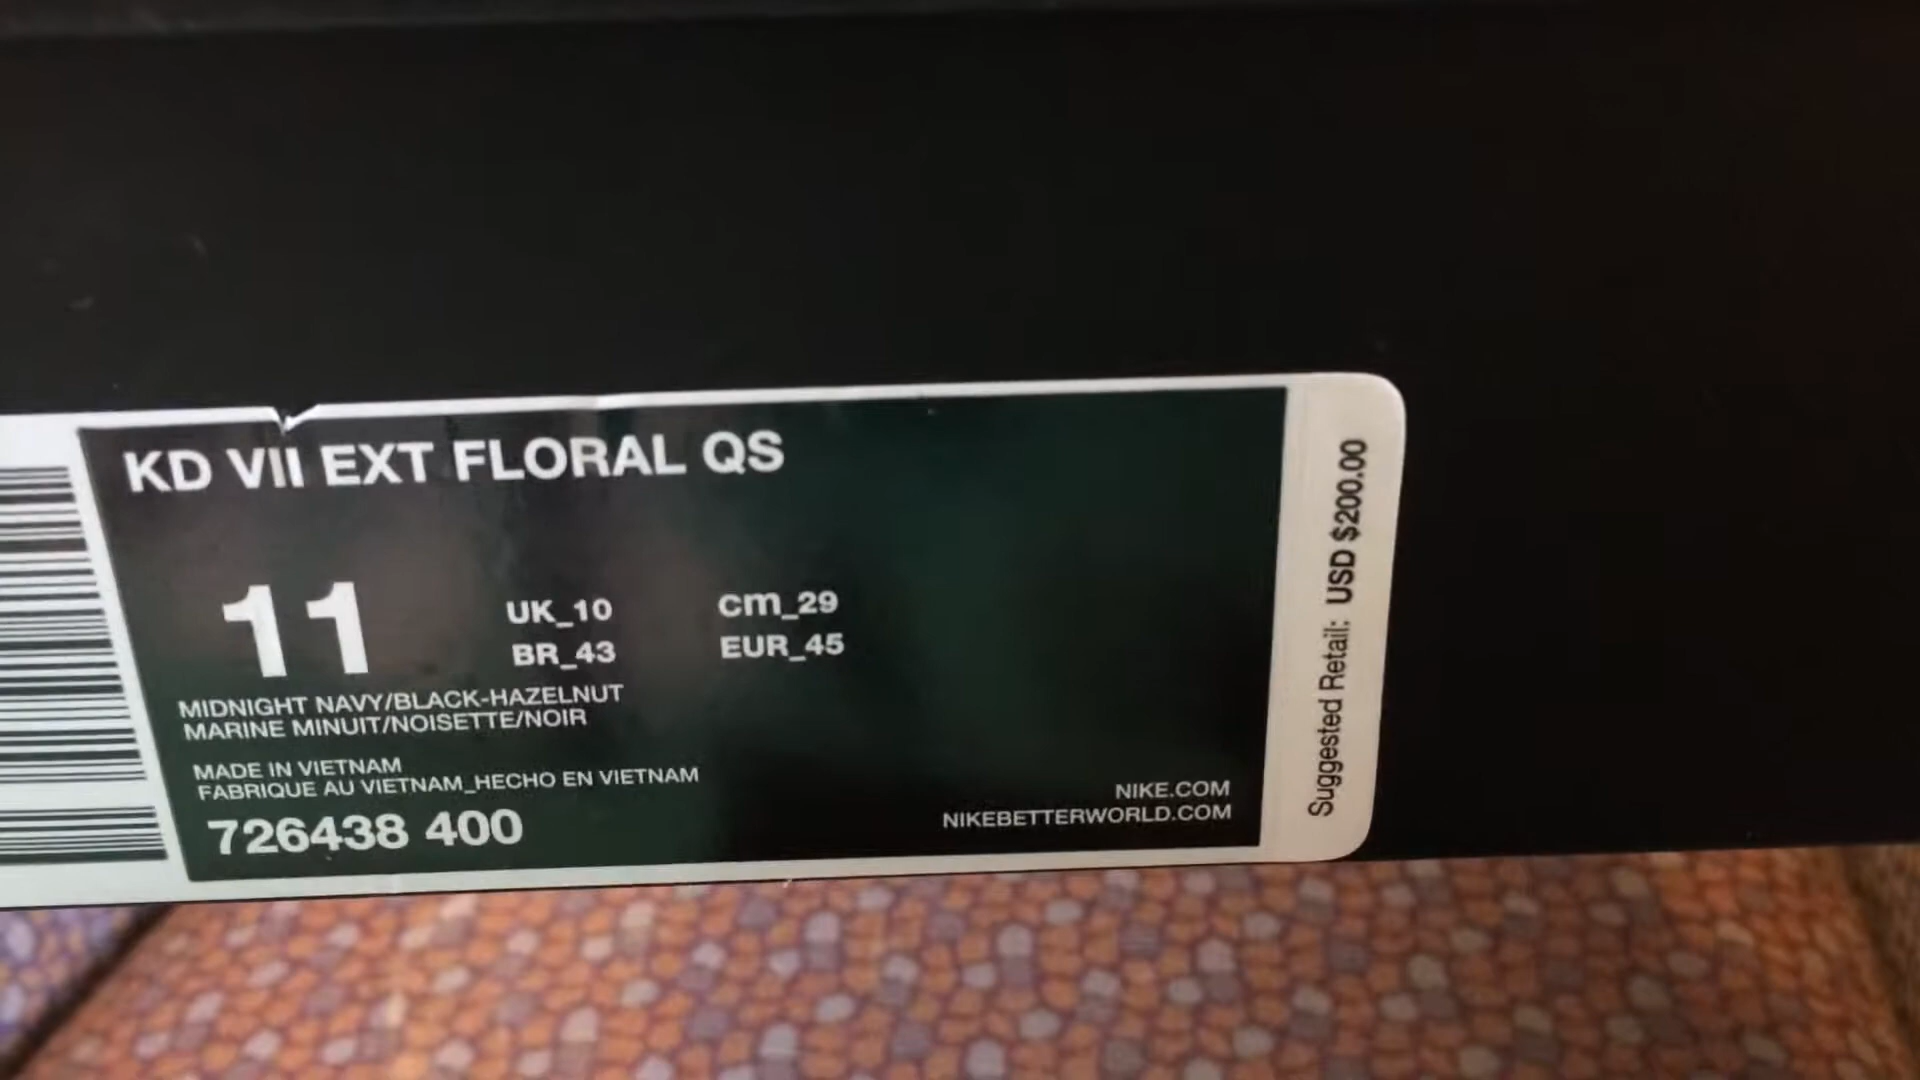 KD VII EXT FLORAL QS
11
UK_10
cm_29
BR_43
EUR_45
MIDNIGHT NAVY/BLACK-HAZELNUT
MARINE MINUIT/NOISETTE/NOIR
MADE IN VIETNAM
FABRIQUE AU VIETNAM_HECHO EN VIETNAM
726438 400
NIKE.COM
NIKEBETTERWORLD.COM
Suggested Retail: USD $200.00